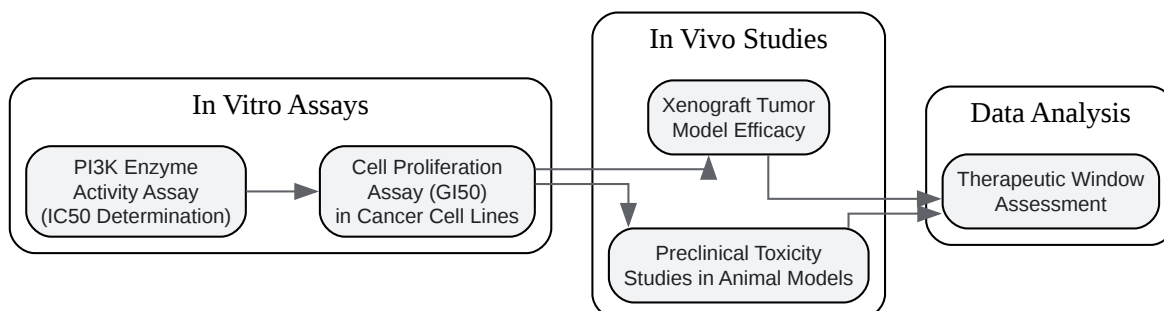 In Vitro Assays
PI3K Enzyme
Activity Assay
(IC50 Determination)
Cell Proliferation
Assay (GI50)
in Cancer Cell Lines
In Vivo Studies
Xenograft Tumor
Model Efficacy
Preclinical Toxicity
Studies in Animal Models
Data Analysis
Therapeutic Window
Assessment